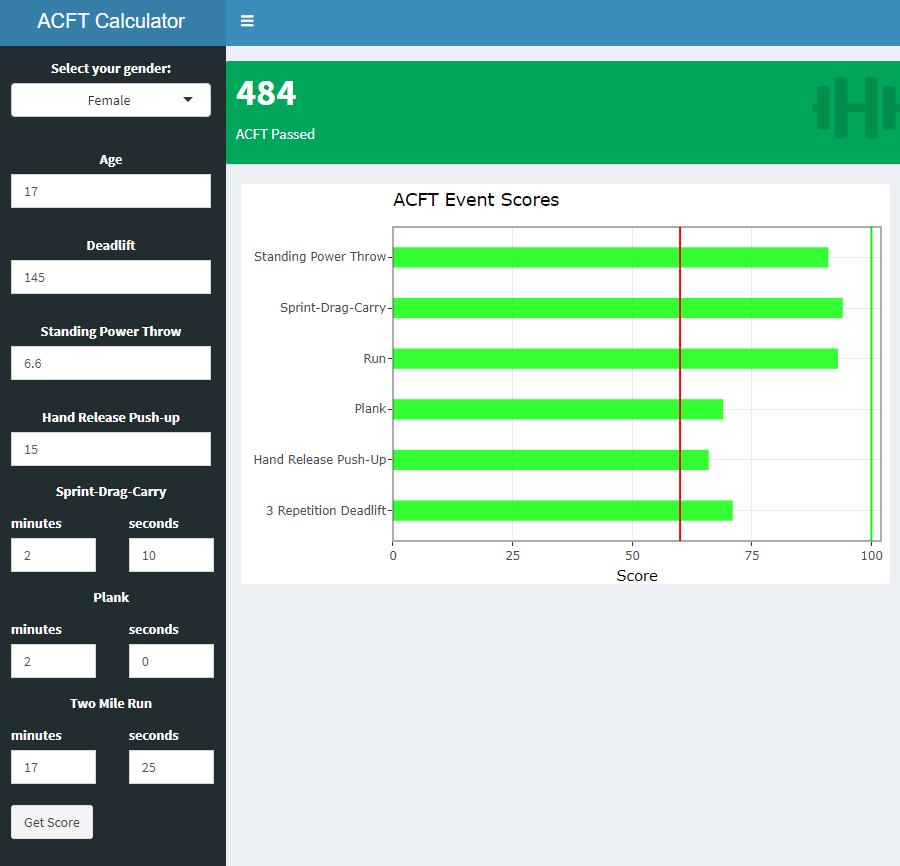 ACFT Calculator
Select your gender:
Female
Age
17
Deadlift
145
Standing Power Throw
6.6
Hand Release Push-up
15
Sprint-Drag-Carry
minutes seconds
2 10
Plank
minutes seconds
2 0
Two Mile Run
minutes seconds
17 25
Get Score
484
ACFT Passed
ACFT Event Scores
Standing Power Throw
Sprint-Drag-Carry
Run
Plank
Hand Release Push-Up
3 Repetition Deadlift
0 25 50 75 100
Score